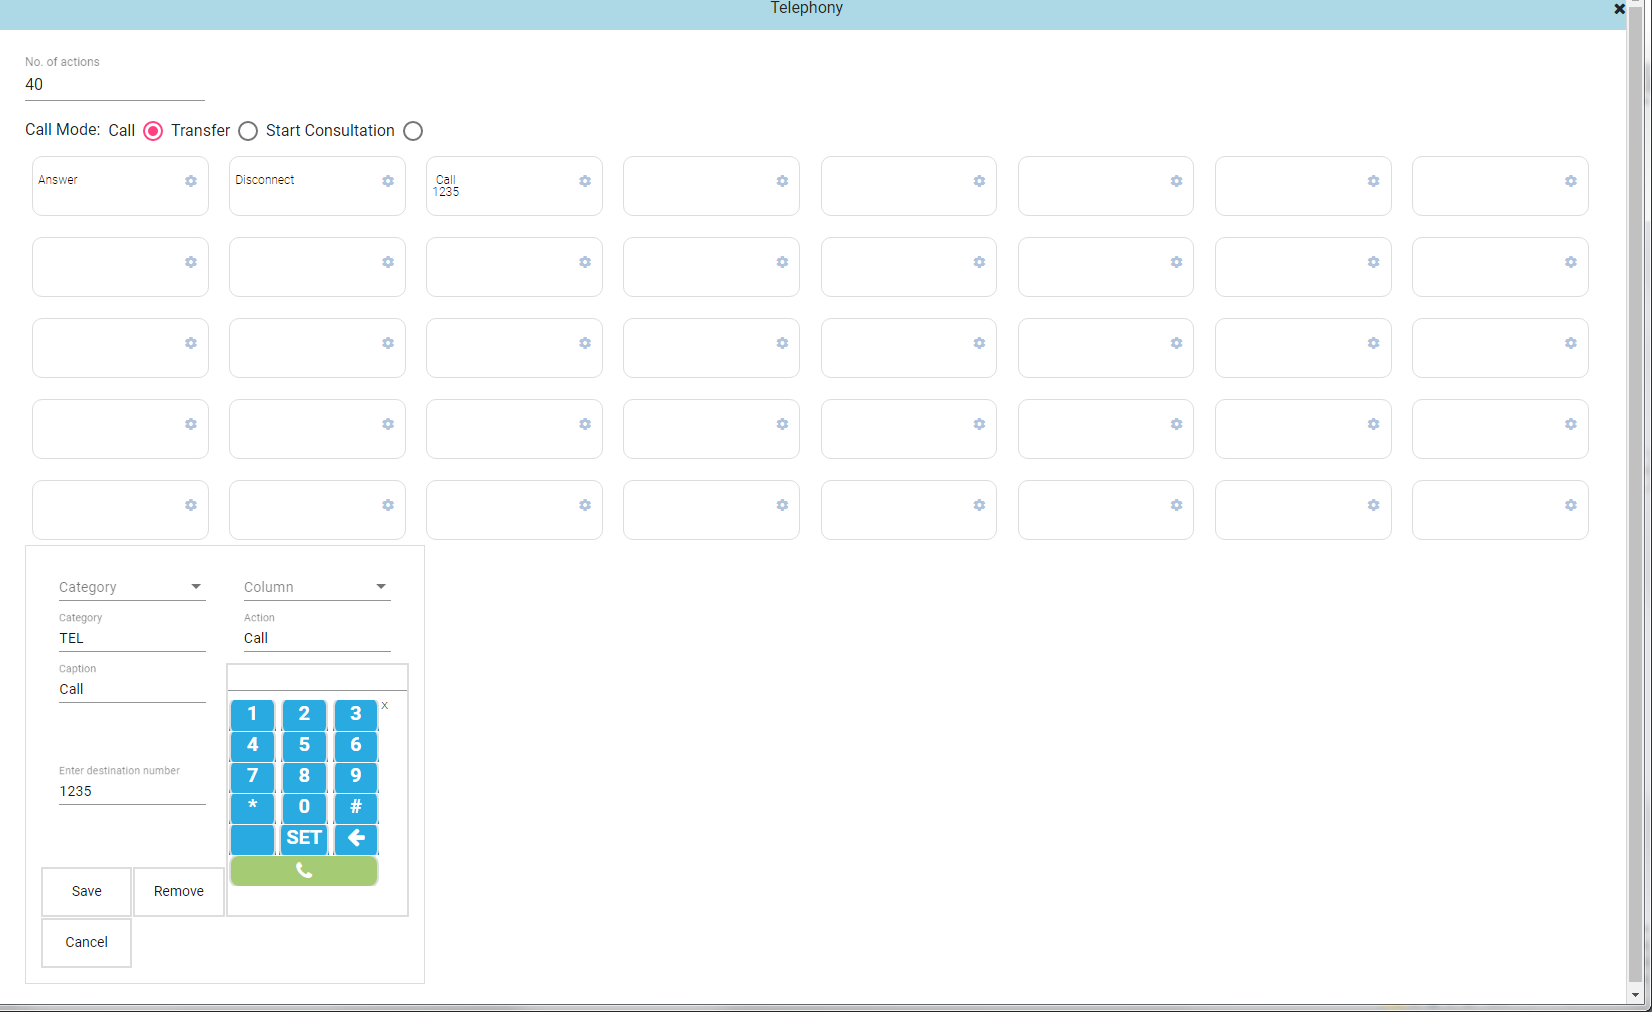 Telephony
No. of actions
40
Call Mode: Call Transfer Start Consultation
Answer Disconnect Call
1235
Category Column
Category Action
TEL Call
Caption
Call
x
1 2 3
4 5 6
7 8 9
* 0 #
SET
Enter destination number
1235
Save Remove
Cancel